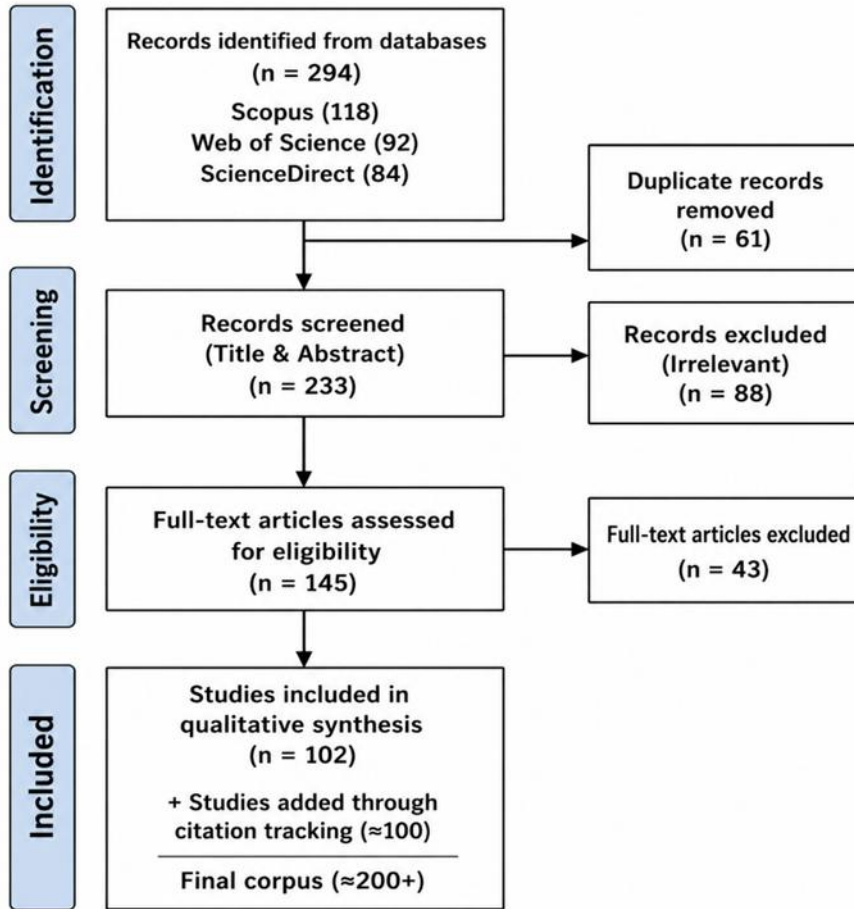 Identification
Records identified from databases
(n = 294)
Scopus (118)
Web of Science (92)
ScienceDirect (84)
Duplicate records
removed
(n = 61)
Screening
Records screened
(Title & Abstract)
(n = 233)
Records excluded
(Irrelevant)
(n = 88)
Eligibility
Full-text articles assessed
for eligibility
(n = 145)
Full-text articles excluded
(n = 43)
Included
Studies included in
qualitative synthesis
(n = 102)
+ Studies added through
citation tracking (≈100)
Final corpus (≈200+)